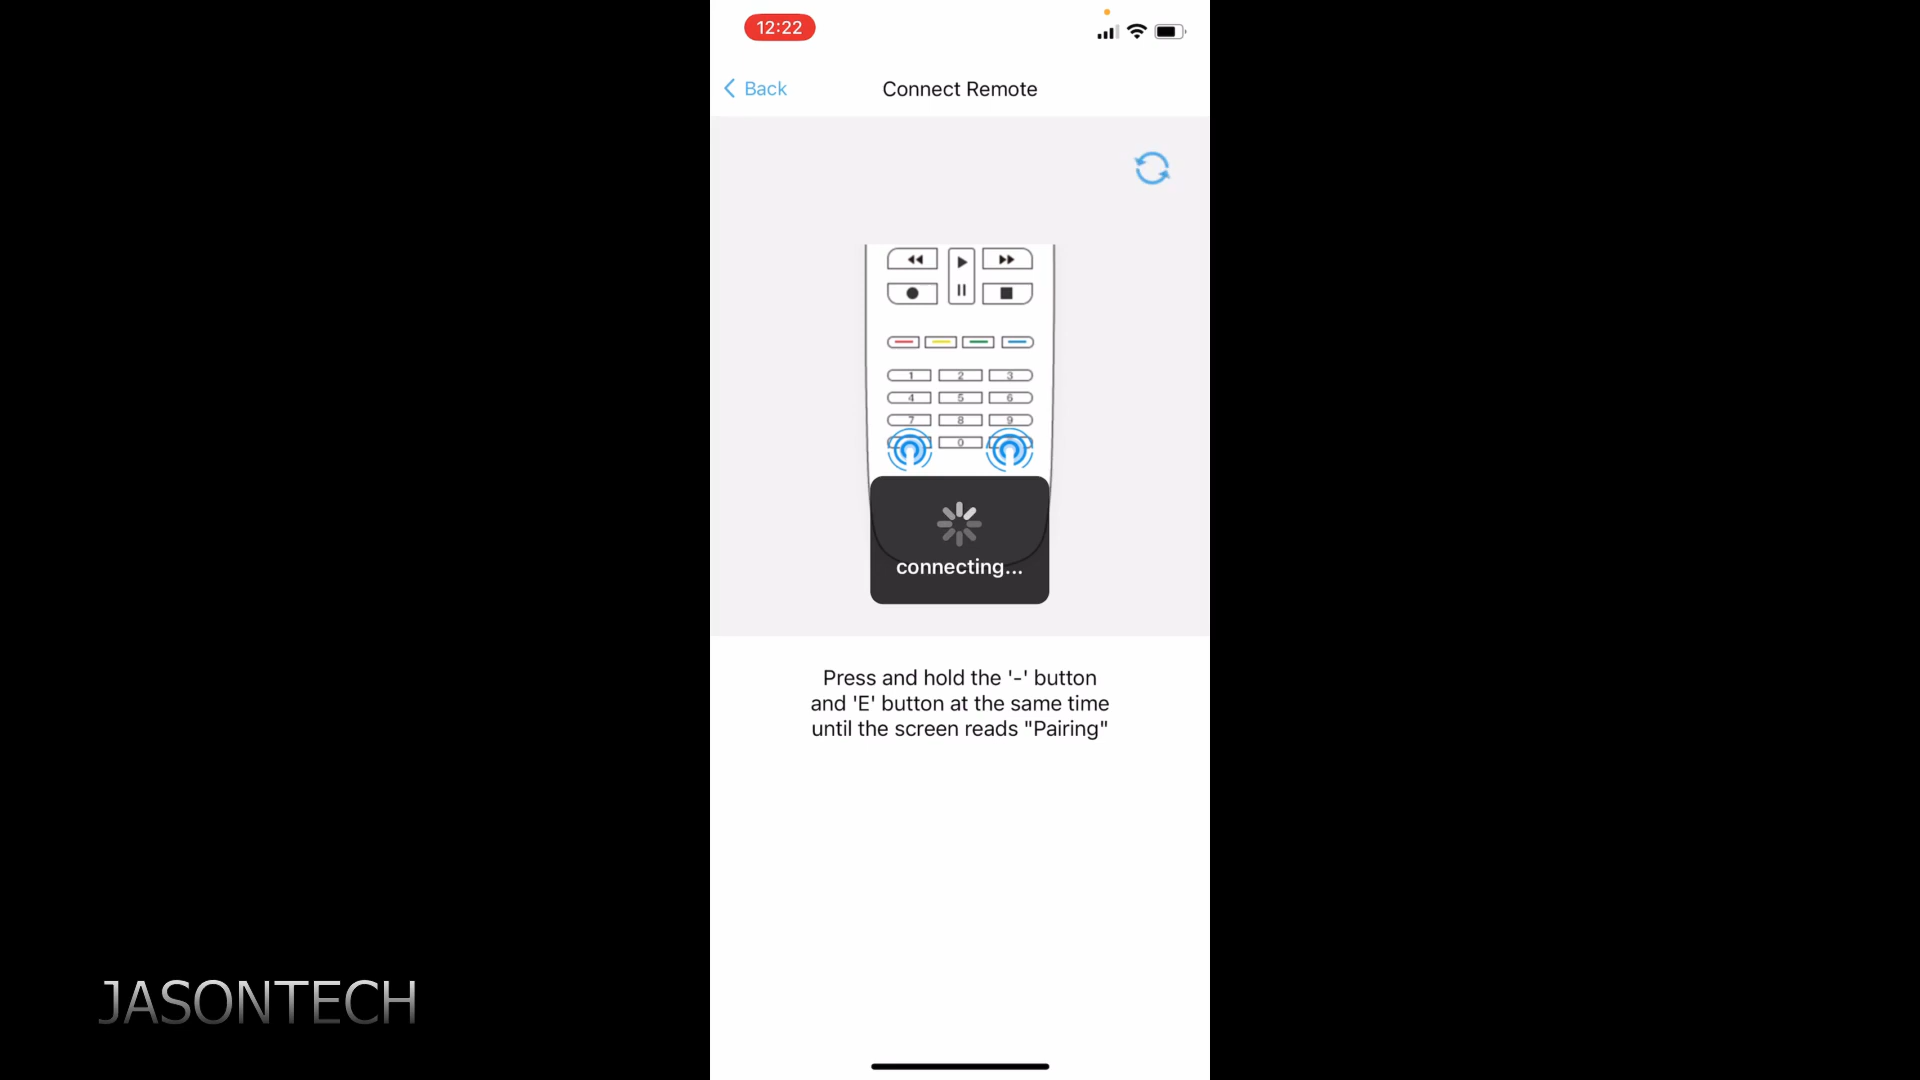 12:22
Back
Connect Remote
1 2 3
4 5 6
7 8 9
0
connecting...
Press and hold the '-' button
and 'E' button at the same time
until the screen reads "Pairing"
JASONTECH